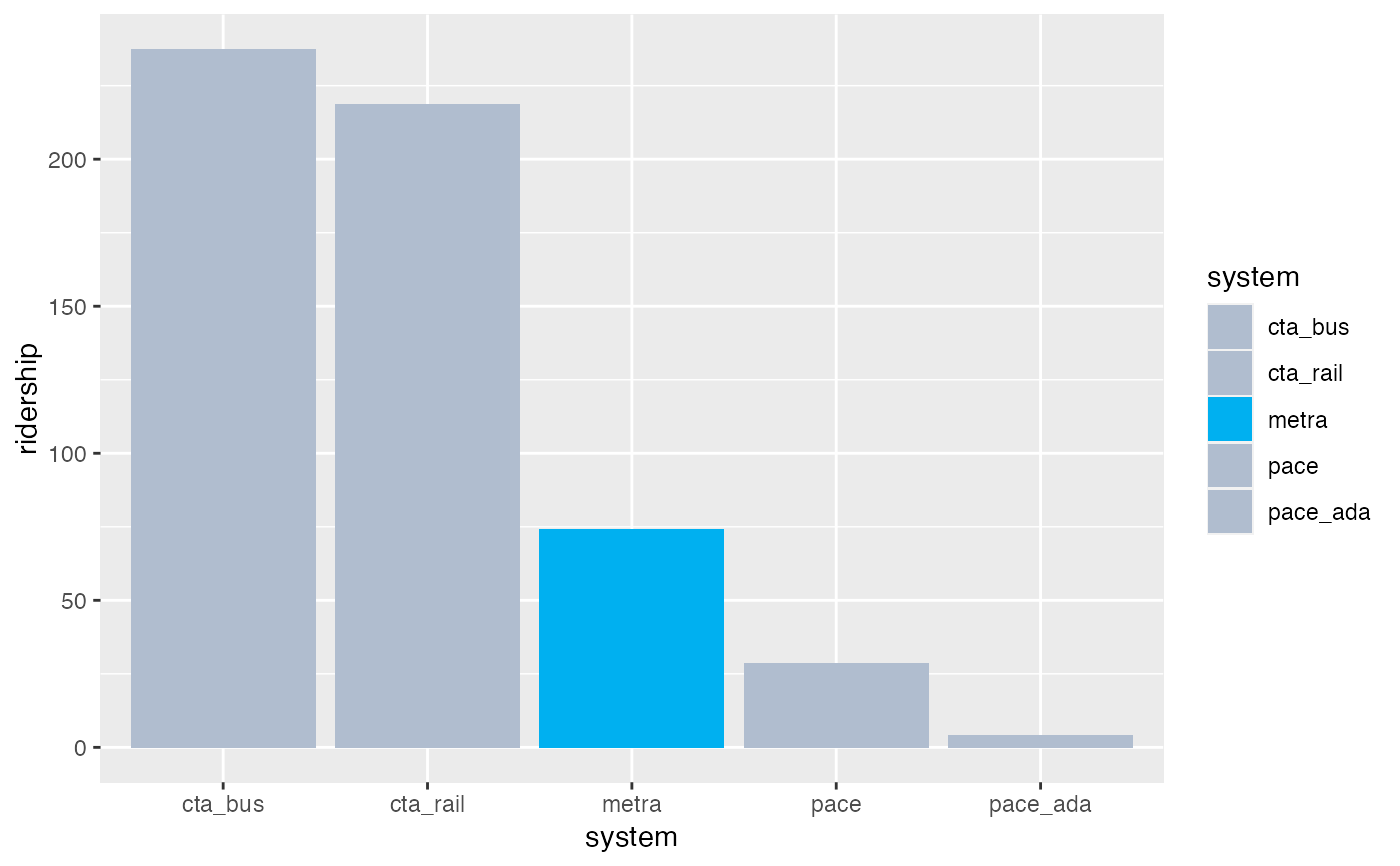 ridership
200
150
100
50
0
cta_bus
cta_rail
metra
pace
pace_ada
system
system
cta_bus
cta_rail
metra
pace
pace_ada